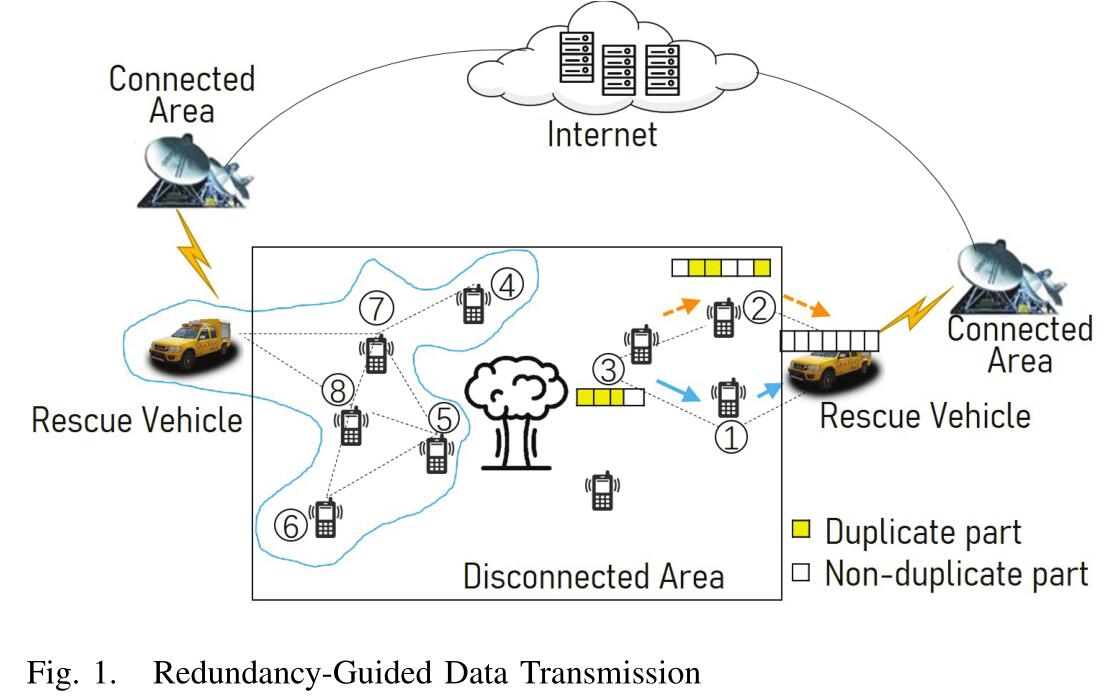 Connected
Area
Internet
④
⑦
②
Connected
Area
③
⑧
Rescue Vehicle
⑤
Rescue Vehicle
①
⑥
Duplicate part
Disconnected Area
Non-duplicate part
Fig. 1. Redundancy-Guided Data Transmission